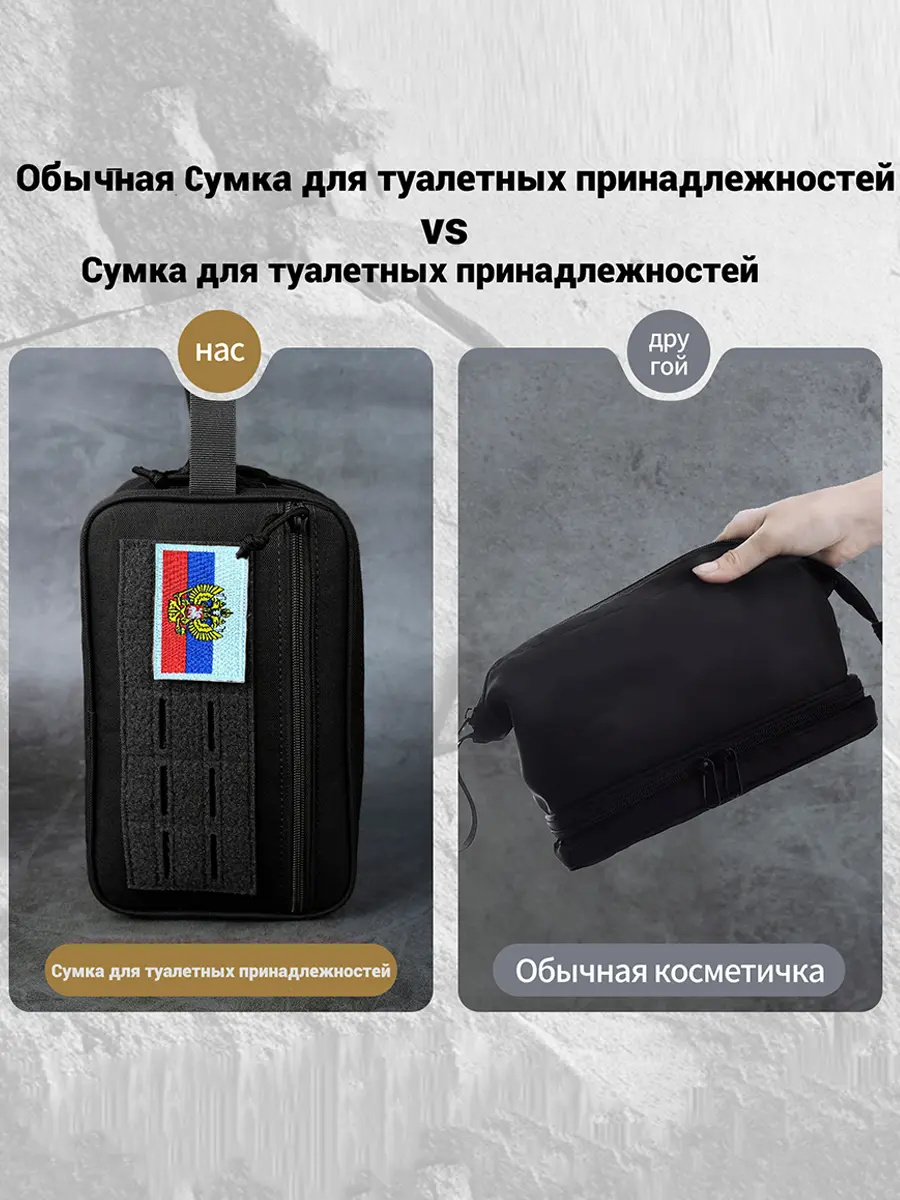 Обычная Сумка для туалетных принадлежностей
VS
Сумка для туалетных принадлежностей
нас
дру
гой
Сумка для туалетных принадлежностей
Обычная косметичка